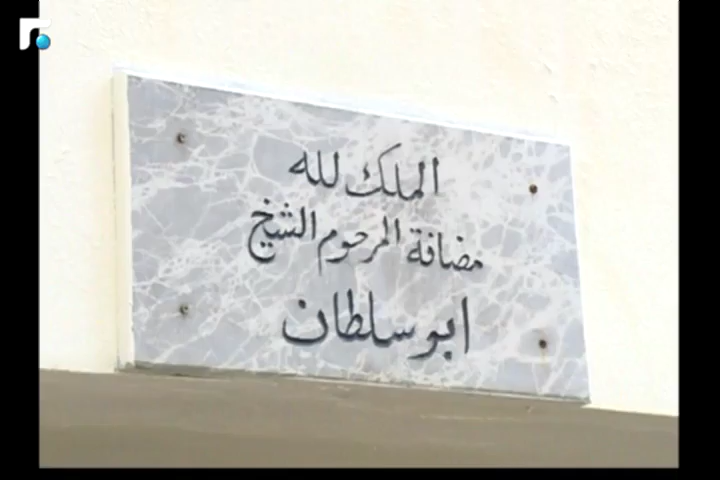 الملك لله
مضافة المرحوم الشيخ
ابو سلطان